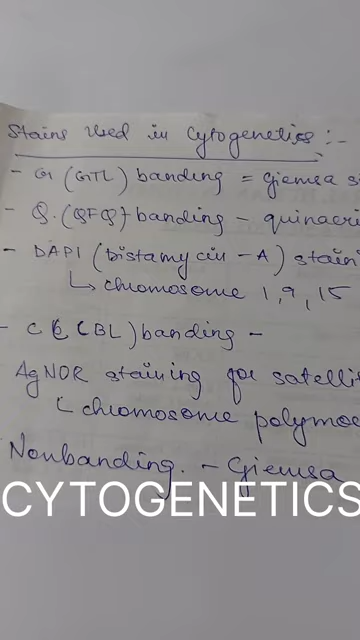 Stains Used in Cytogenetics :-
- G (GTL) banding = Giemsa s
- Q. (QFQ) banding - quinacri
- DAPI (Distamycin - A) staini
↳ chromosome 1, 9, 15
- C (CBL) banding -
AgNOR staining for satelli
↳ chromosome polymo
Nonbanding. - Giemsa
CYTOGENETICS